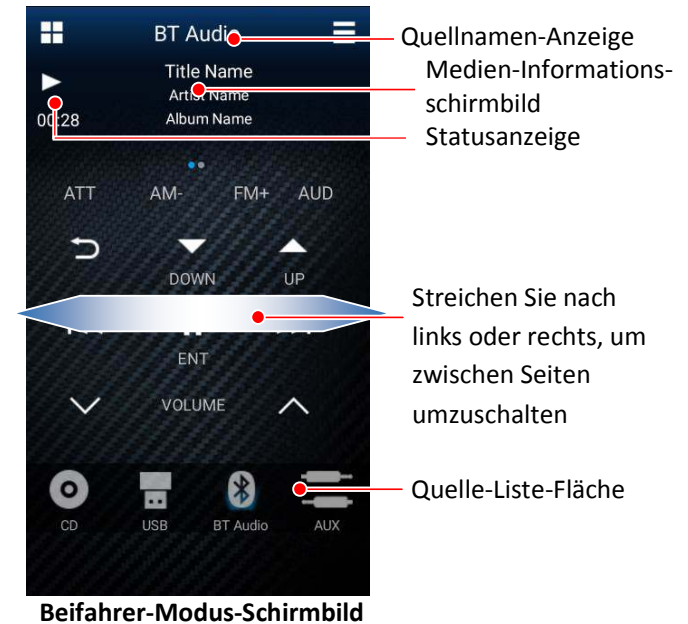 BT Audio
Quellnamen-Anzeige
Title Name
Medien-Informations-
schirmbild
Artist Name
00:28
Album Name
Statusanzeige
ATT AM- FM+ AUD
DOWN UP
Streichen Sie nach
links oder rechts, um
zwischen Seiten
umzuschalten
ENT
VOLUME
Quelle-Liste-Fläche
CD USB BT Audio AUX
Beifahrer-Modus-Schirmbild